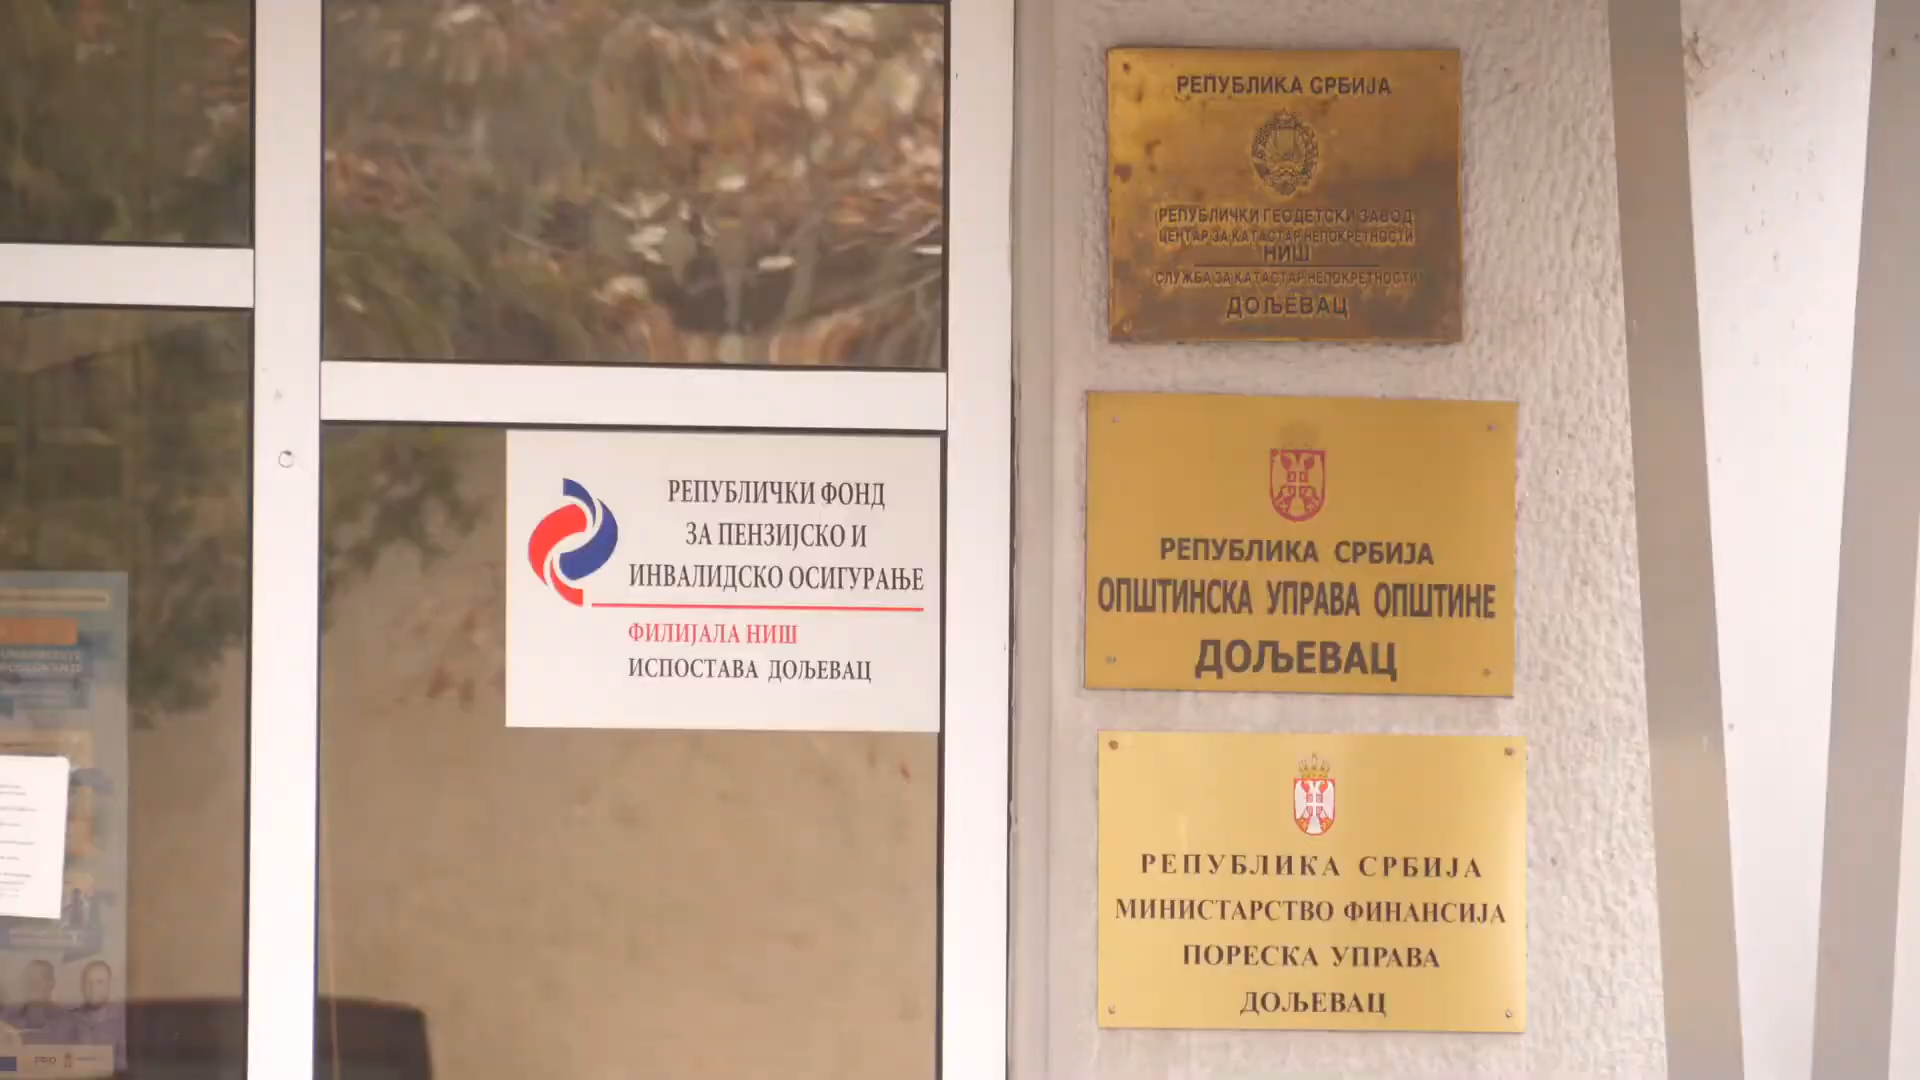 РЕПУБЛИЧКИ ФОНД
ЗА ПЕНЗИЈСКО И
ИНВАЛИДСКО ОСИГУРАЊЕ
ФИЛИЈАЛА НИШ
ИСПОСТАВА ДОЉЕВАЦ
РЕПУБЛИКА СРБИЈА
РЕПУБЛИЧКИ ГЕОДЕТСКИ ЗАВОД
ЦЕНТАР ЗА КАТАСТАР НЕПОКРЕТНОСТИ
НИШ
СЛУЖБА ЗА КАТАСТАР НЕПОКРЕТНОСТИ
ДОЉЕВАЦ
РЕПУБЛИКА СРБИЈА
ОПШТИНСКА УПРАВА ОПШТИНЕ
ДОЉЕВАЦ
РЕПУБЛИКА СРБИЈА
МИНИСТАРСТВО ФИНАНСИЈА
ПОРЕСКА УПРАВА
ДОЉЕВАЦ